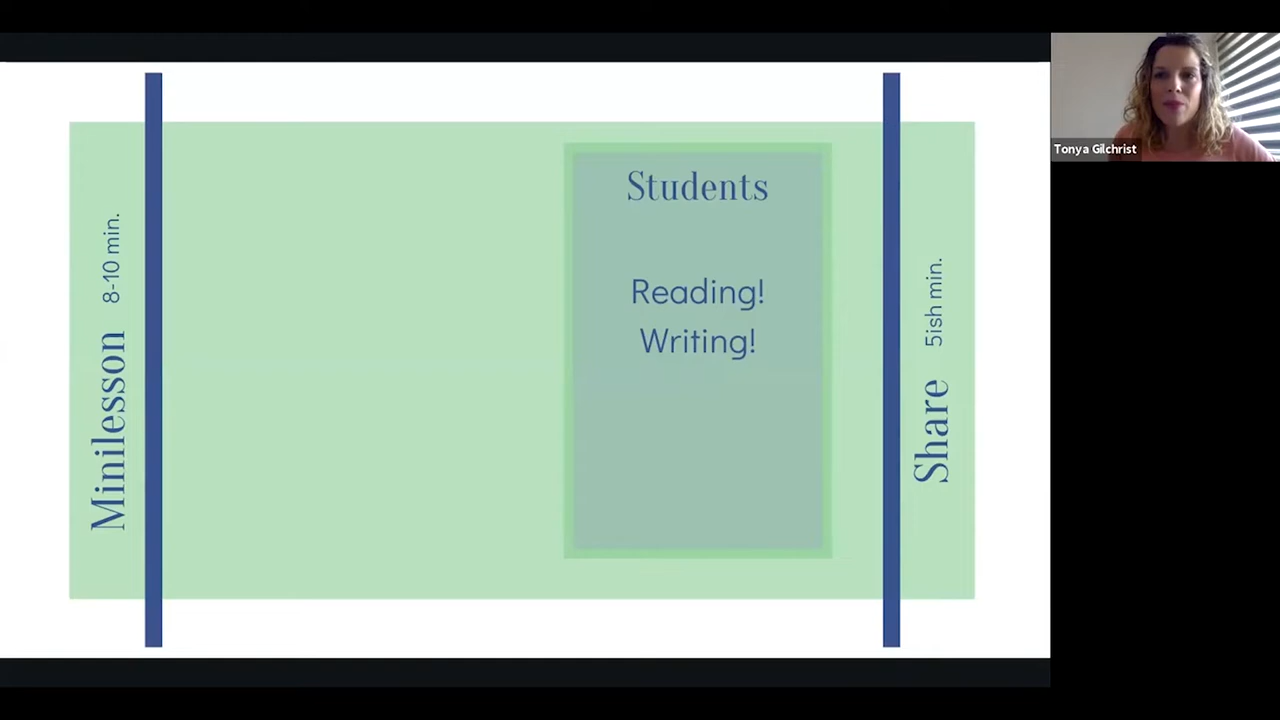 Minilesson 8-10 min.
Students
Reading!
Writing!
Share 5ish min.
Tonya Gilchrist